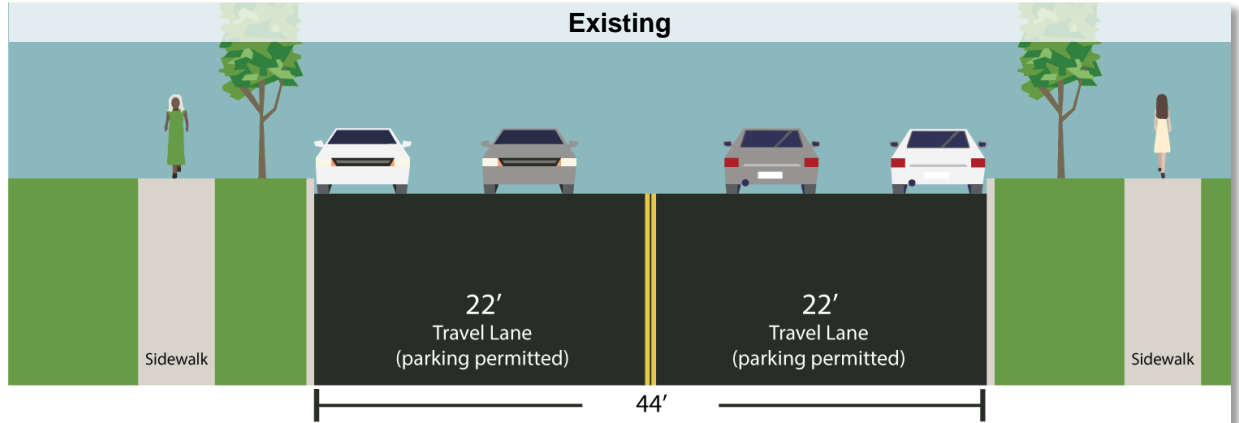 Existing
22’
Travel Lane
(parking permitted)
22’
Travel Lane
(parking permitted)
Sidewalk
Sidewalk
44’